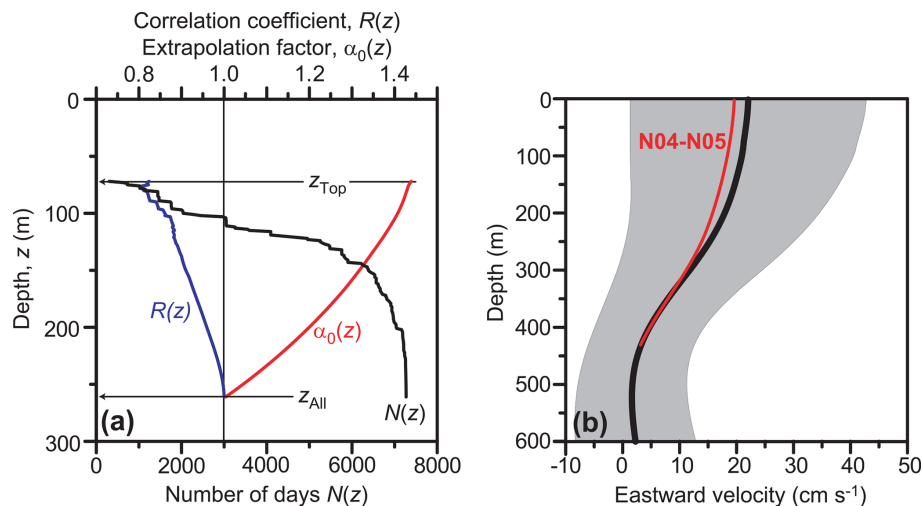 Correlation coefficient, R(z)
Extrapolation factor, α₀(z)
0.8 1.0 1.2 1.4
0
100
200
300
Depth, z (m)
z_Top
R(z)
α₀(z)
z_All
N(z)
(a)
0 2000 4000 6000 8000
Number of days N(z)
0
100
200
300
400
500
600
Depth (m)
N04-N05
(b)
-10 0 10 20 30 40 50
Eastward velocity (cm s⁻¹)